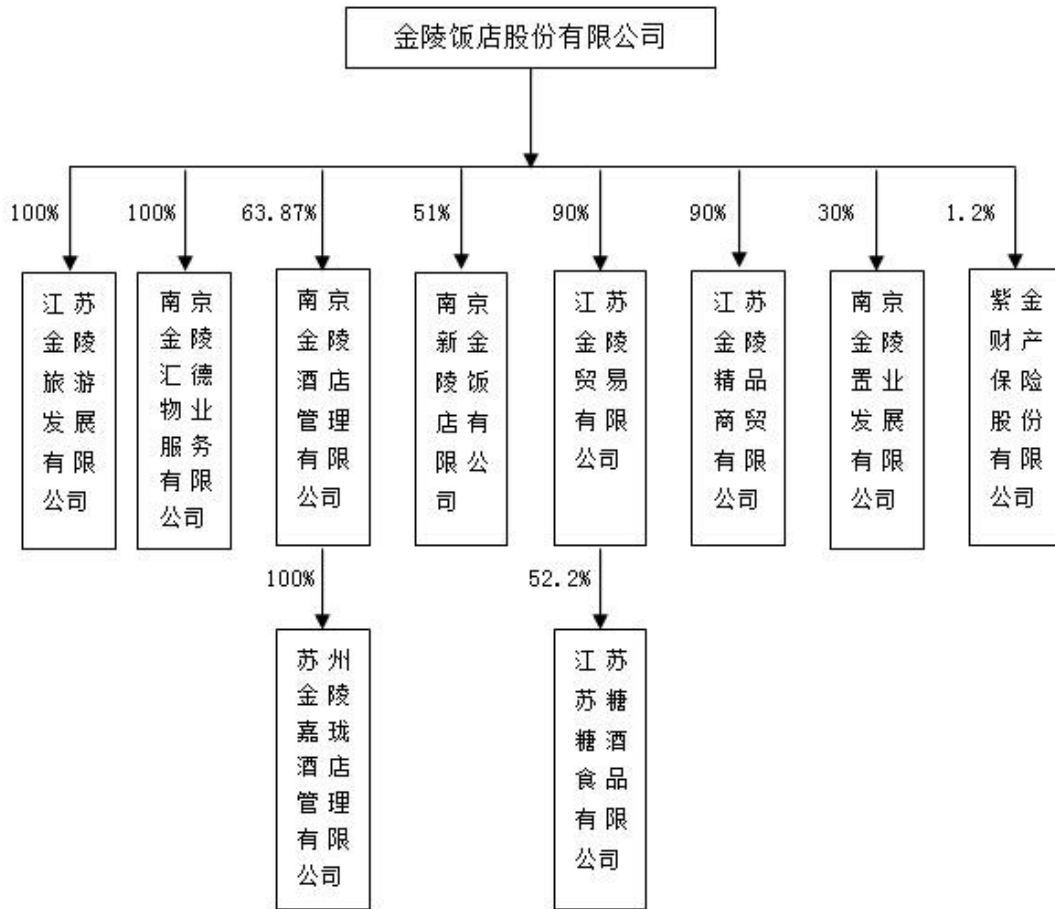 金陵饭店股份有限公司
100%
100%
63.87%
51%
90%
90%
30%
1.2%
江苏
金陵
旅游
发展
有限
公司
南京
金陵
汇德
物业
服务
有限
公司
南京
金陵
酒店
管理
有限
公司
南京
新金
陵饭
店有
限公
司
江苏
金陵
贸易
有限
公司
江苏
金陵
精品
商贸
有限
公司
南京
金陵
置业
发展
有限
公司
紫金
财产
保险
股份
有限
公司
100%
52.2%
苏州
金陵
嘉珑
酒店
管理
有限
公司
江苏
苏糖
糖酒
食品
有限
公司